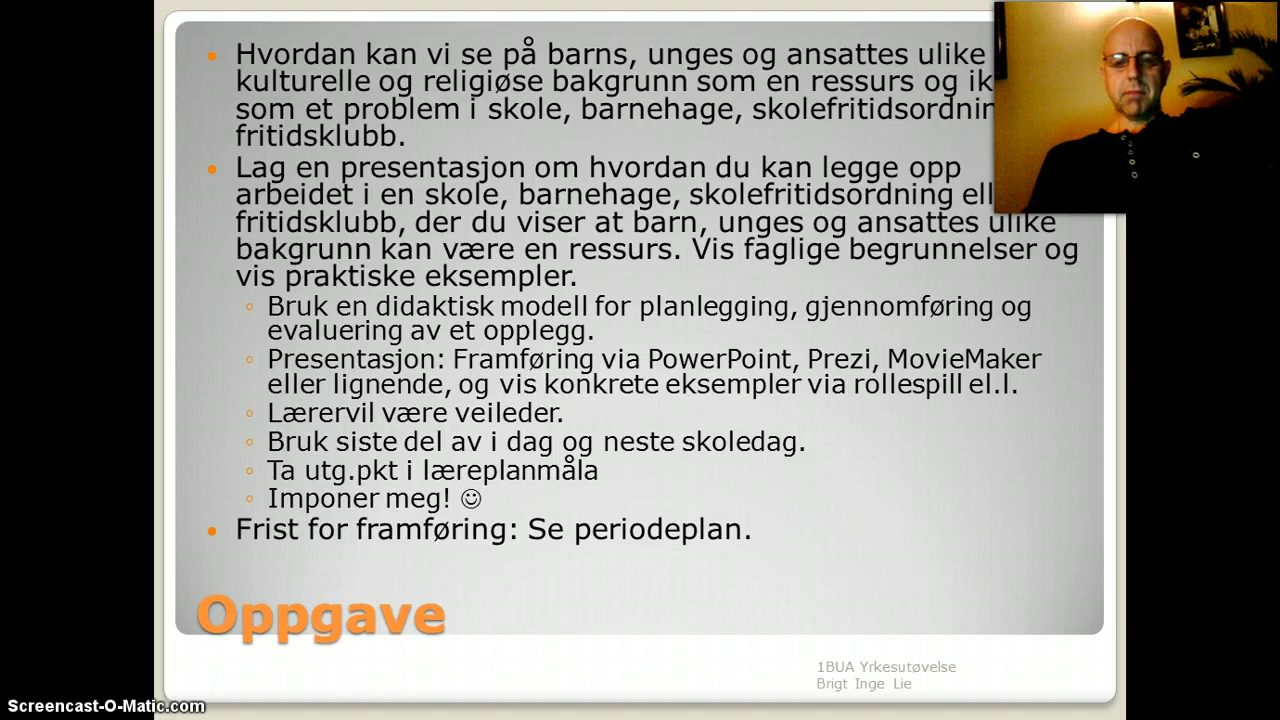 Hvordan kan vi se på barns, unges og ansattes ulike
kulturelle og religiøse bakgrunn som en ressurs og
som et problem i skole, barnehage,
fritidsklubb.
Lag en presentasjon om hvordan du kan legge opp
arbeidet i en skole, barnehage, skolefritidsordning
fritidsklubb, der du viser at barn, unges og ansattes ulike
bakgrunn kan være en ressurs. Vis faglige begrunnelser og
vis praktiske eksempler.
Bruk en didaktisk modell for planlegging, gjennomføring og
evaluering av et opplegg.
Presentasjon: Framføring via PowerPoint, Prezi, MovieMaker
eller lignende, og vis konkrete eksempler via rollespill el.l.
Lærervil være veileder.
Bruk siste del av i dag og neste skoledag.
Ta utg.pkt i læreplanmåla
Imponer meg! ☺
Frist for framføring: Se periodeplan.
Oppgave
1BUA Yrkesutøvelse
Brigt Inge Lie
Screencast-O-Matic.com